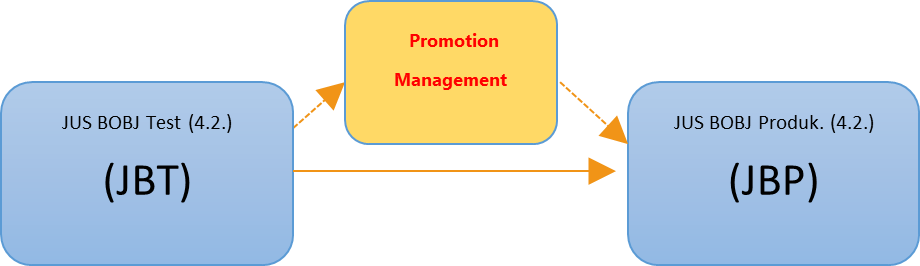 Promotion
Management
JUS BOBJ Test (4.2.)
(JBT)
JUS BOBJ Produk. (4.2.)
(JBP)